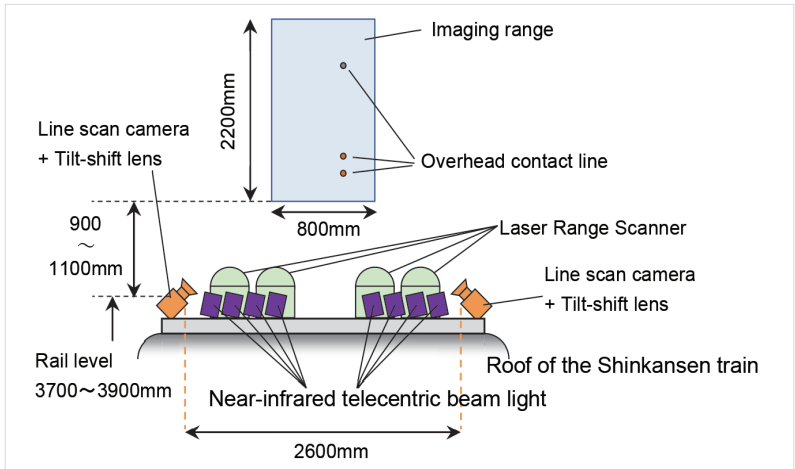 Imaging range
2200mm
Line scan camera
+ Tilt-shift lens
Overhead contact line
800mm
900
～
1100mm
Laser Range Scanner
Line scan camera
+ Tilt-shift lens
Rail level
3700～3900mm
Roof of the Shinkansen train
Near-infrared telecentric beam light
2600mm